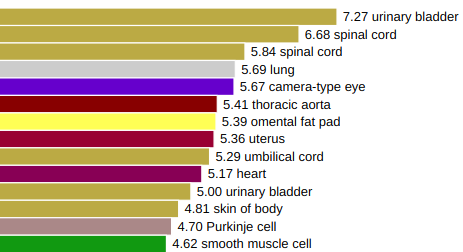 7.27 urinary bladder
6.68 spinal cord
5.84 spinal cord
5.69 lung
5.67 camera-type eye
5.41 thoracic aorta
5.39 omental fat pad
5.36 uterus
5.29 umbilical cord
5.17 heart
5.00 urinary bladder
4.81 skin of body
4.70 Purkinje cell
4.62 smooth muscle cell